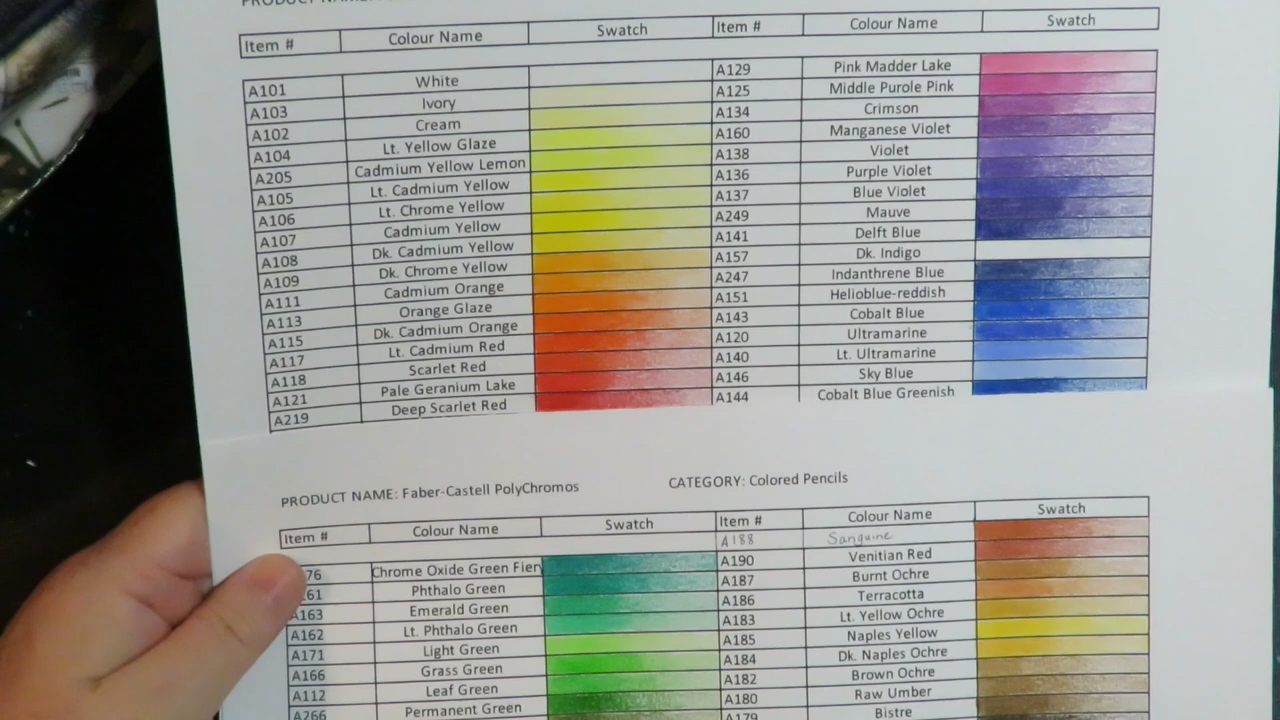 PRODUCT NAME:
Item # Colour Name Swatch Item # Colour Name Swatch
A101 White A129 Pink Madder Lake
A103 Ivory A125 Middle Purole Pink
A102 Cream A134 Crimson
A104 Lt. Yellow Glaze A160 Manganese Violet
A205 Cadmium Yellow Lemon A138 Violet
A105 Lt. Cadmium Yellow A136 Purple Violet
A106 Lt. Chrome Yellow A137 Blue Violet
A107 Cadmium Yellow A249 Mauve
A108 Dk. Cadmium Yellow A141 Delft Blue
A109 Dk. Chrome Yellow A157 Dk. Indigo
A111 Cadmium Orange A247 Indanthrene Blue
A113 Orange Glaze A151 Helioblue-reddish
A115 Dk. Cadmium Orange A143 Cobalt Blue
A117 Lt. Cadmium Red A120 Ultramarine
A118 Scarlet Red A140 Lt. Ultramarine
A121 Pale Geranium Lake A146 Sky Blue
A219 Deep Scarlet Red A144 Cobalt Blue Greenish
PRODUCT NAME: Faber-Castell PolyChromos CATEGORY: Colored Pencils
Item # Colour Name Swatch Item # Colour Name Swatch
A188 Sanguine
76 Chrome Oxide Green Fier A190 Venitian Red
61 Phthalo Green A187 Burnt Ochre
A163 Emerald Green A186 Terracotta
A162 Lt. Phthalo Green A183 Lt. Yellow Ochre
A171 Light Green A185 Naples Yellow
A166 Grass Green A184 Dk. Naples Ochre
A112 Leaf Green A182 Brown Ochre
A266 Permanent Green A180 Raw Umber
A179 Bistre